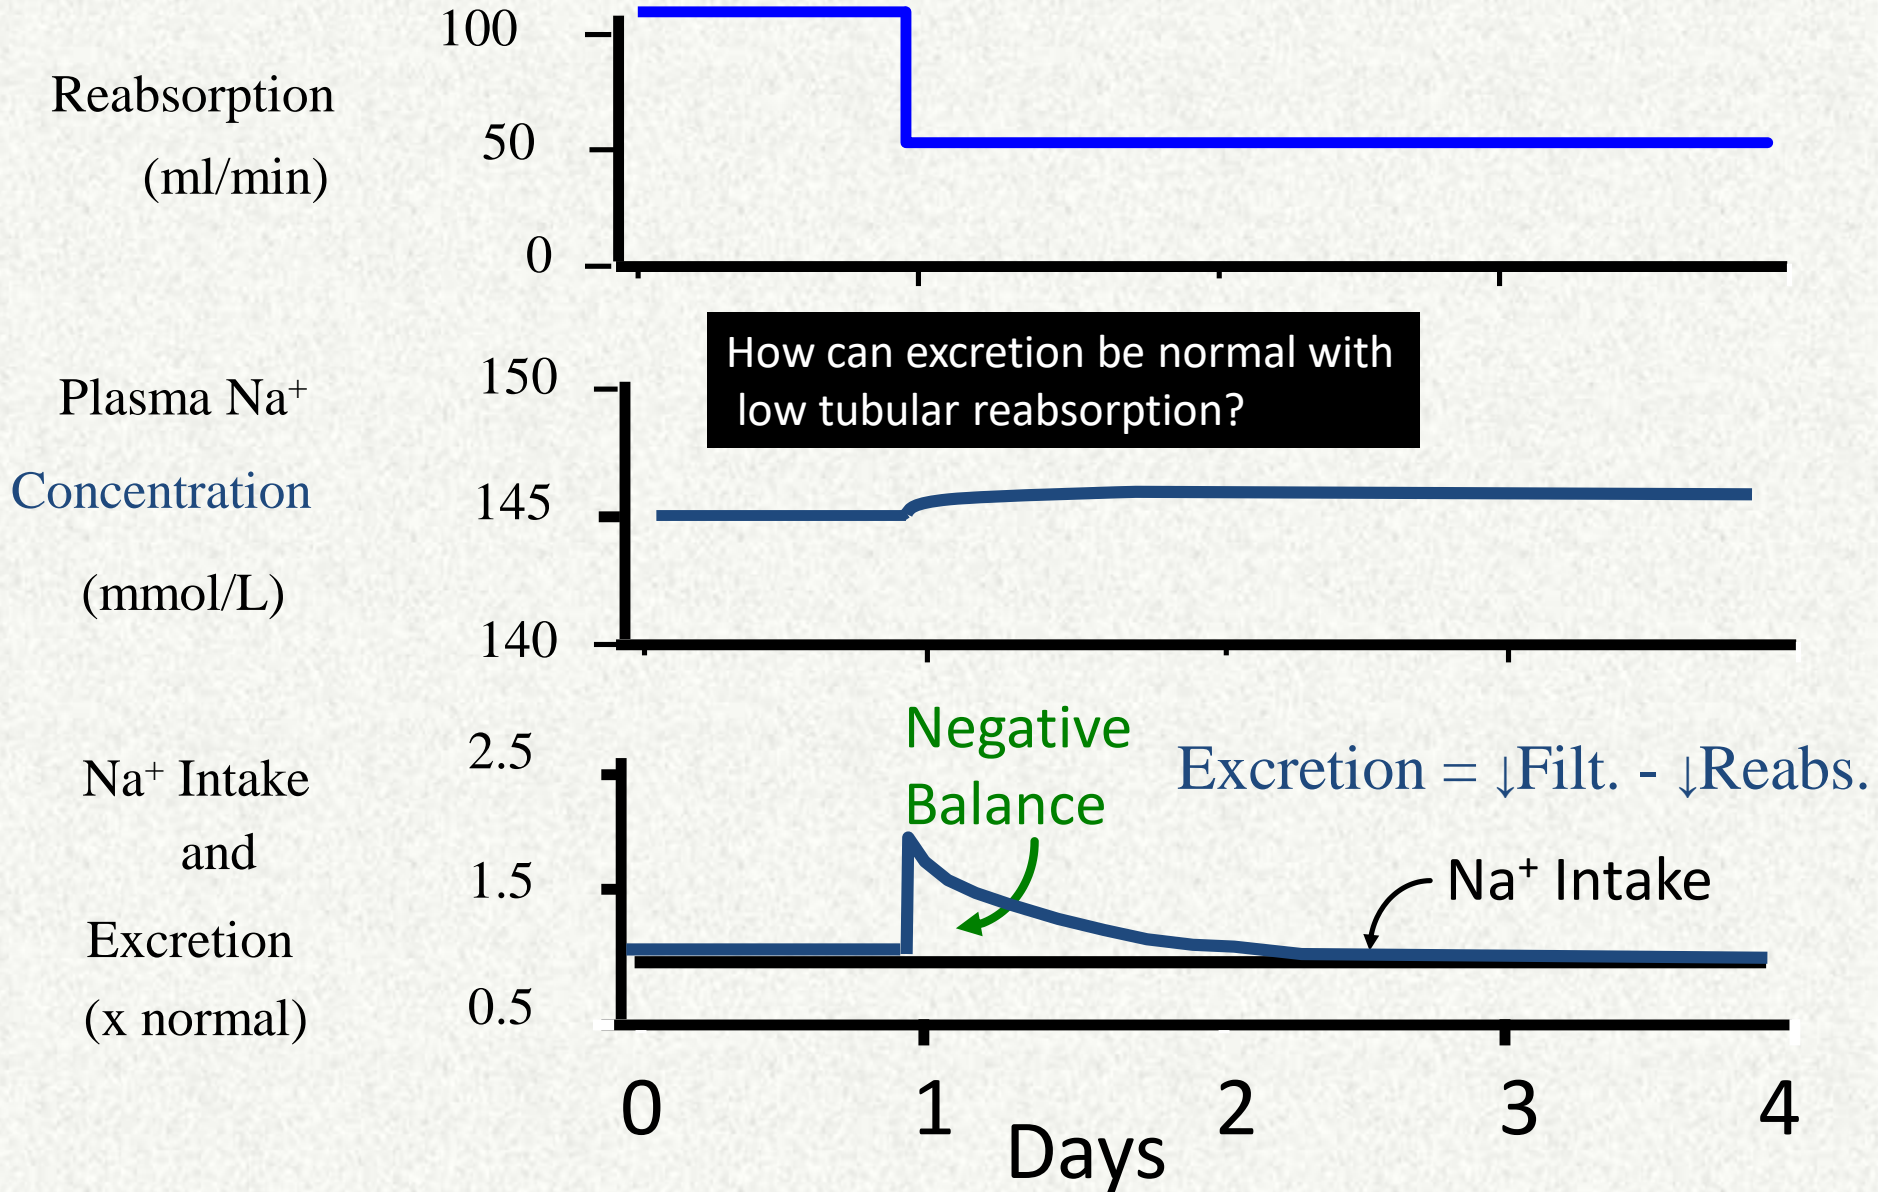 100
Reabsorption
50
(ml/min)
0
How can excretion be normal with
low tubular reabsorption?
150
Plasma Na⁺
Concentration
145
(mmol/L)
140
Negative
Balance
Excretion = ↓Filt. - ↓Reabs.
2.5
Na⁺ Intake
and
1.5
Na⁺ Intake
Excretion
(x normal)
0.5
0 1 2 3 4
Days